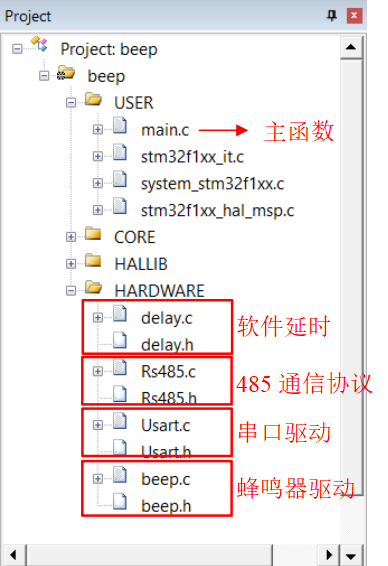 Project
Project: beep
beep
USER
main.c
主函数
stm32f1xx_it.c
system_stm32f1xx.c
stm32f1xx_hal_msp.c
CORE
HALLIB
HARDWARE
delay.c
软件延时
delay.h
Rs485.c
485 通信协议
Rs485.h
Usart.c
串口驱动
Usart.h
beep.c
蜂鸣器驱动
beep.h